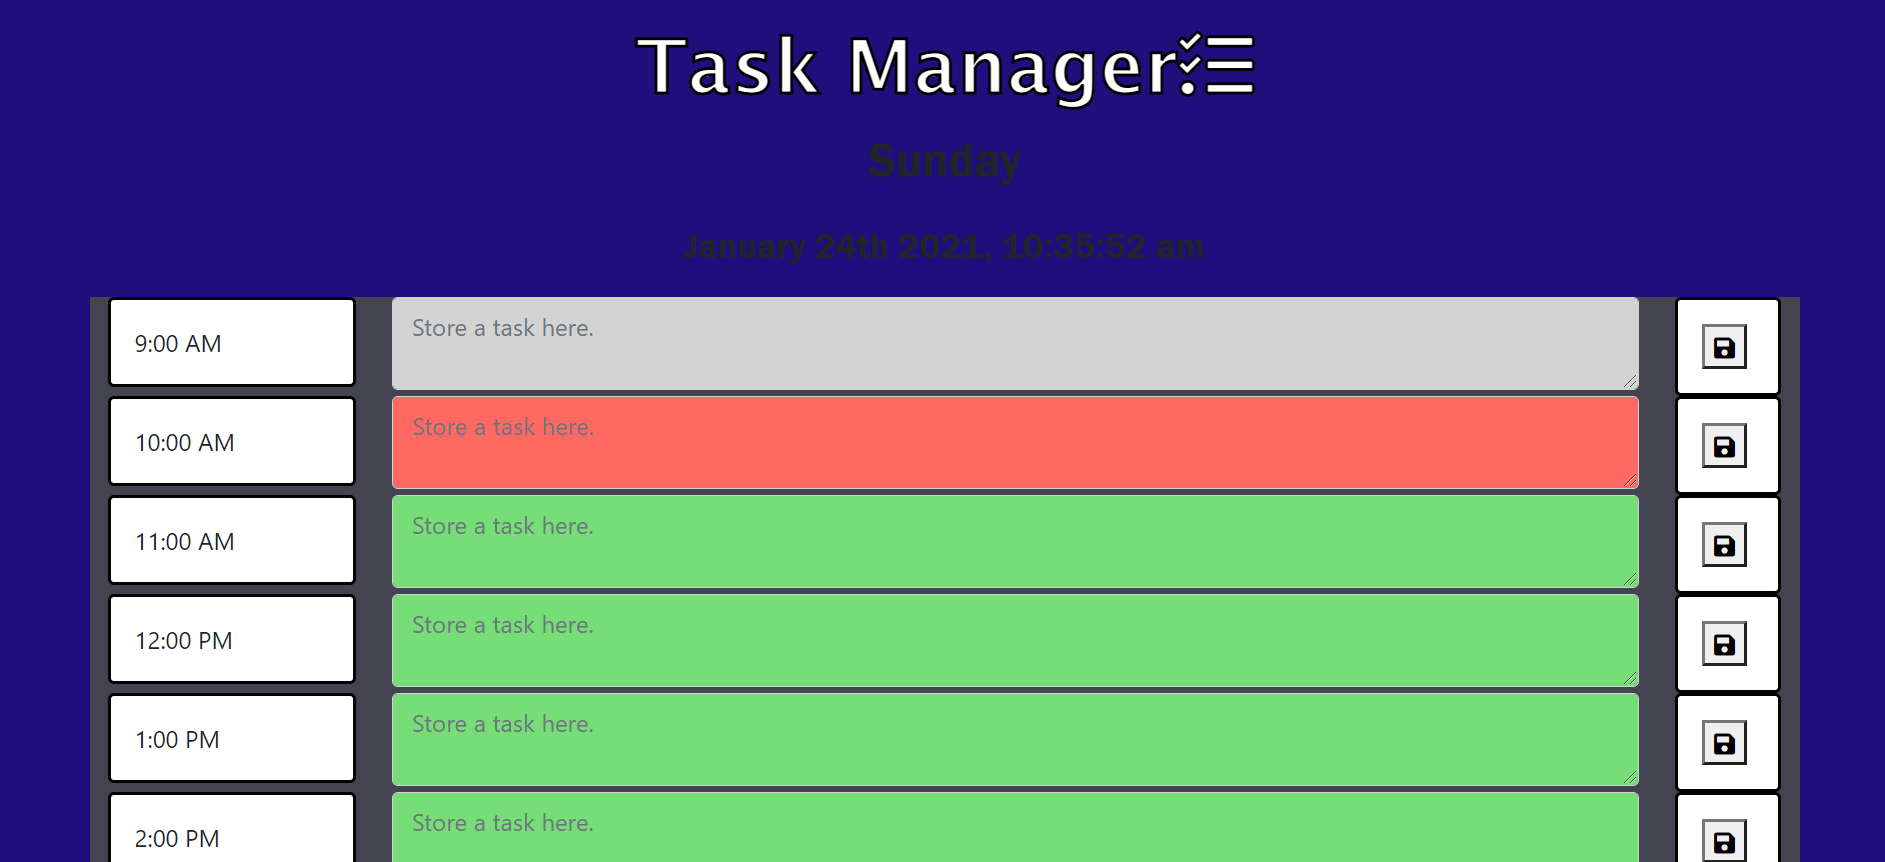 Task Manager
Sunday
January 24th 2021, 10:35:52 am
9:00 AM Store a task here.
10:00 AM Store a task here.
11:00 AM Store a task here.
12:00 PM Store a task here.
1:00 PM Store a task here.
2:00 PM Store a task here.